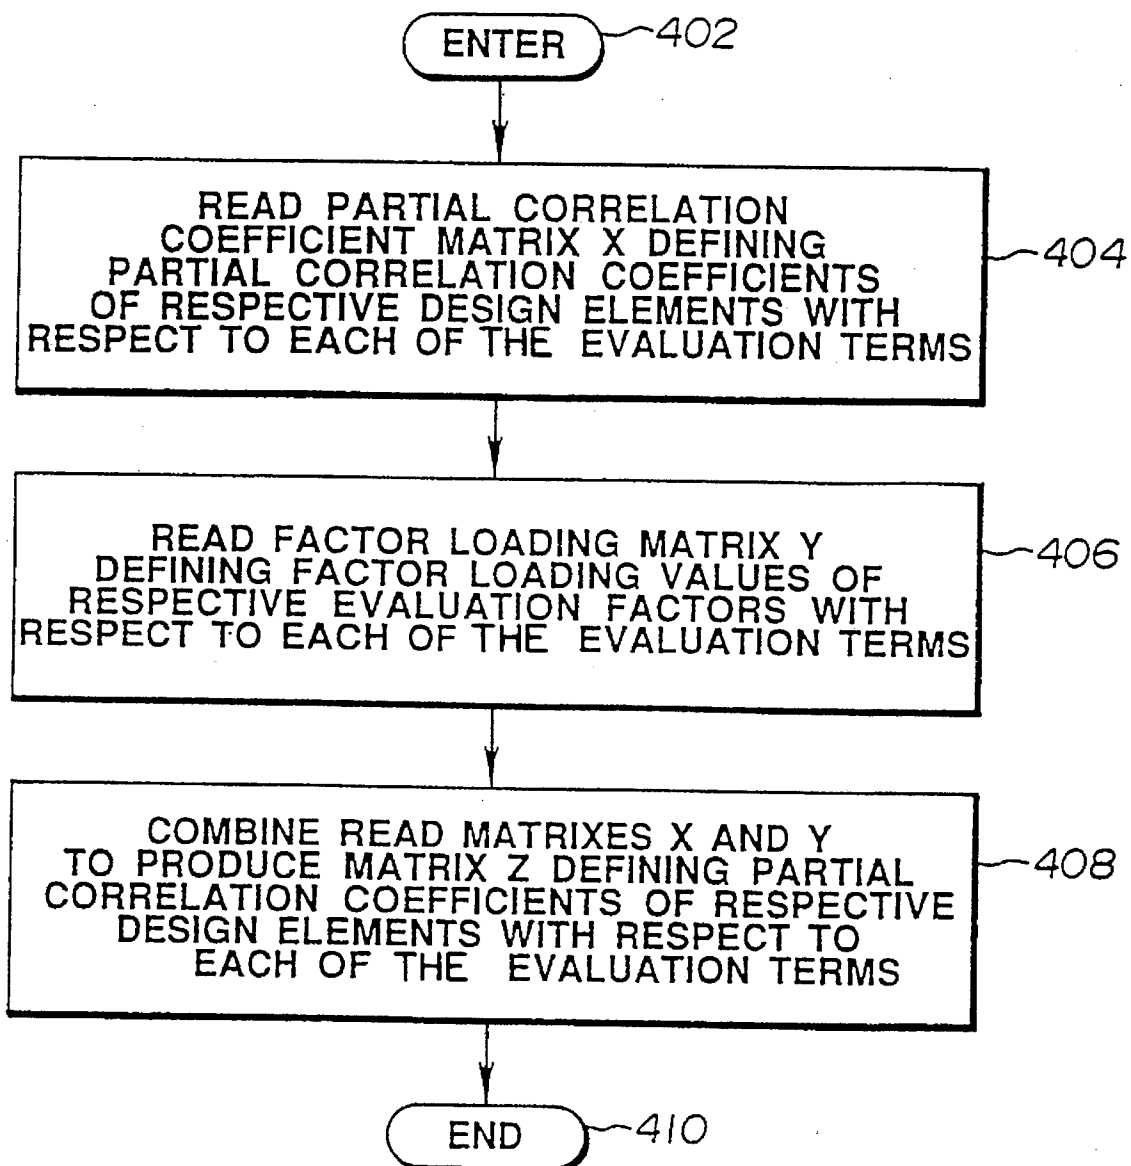 ENTER
402
READ PARTIAL CORRELATION
COEFFICIENT MATRIX X DEFINING
PARTIAL CORRELATION COEFFICIENTS
OF RESPECTIVE DESIGN ELEMENTS WITH
RESPECT TO EACH OF THE EVALUATION TERMS
404
READ FACTOR LOADING MATRIX Y
DEFINING FACTOR LOADING VALUES OF
RESPECTIVE EVALUATION FACTORS WITH
RESPECT TO EACH OF THE EVALUATION TERMS
406
COMBINE READ MATRIXES X AND Y
TO PRODUCE MATRIX Z DEFINING PARTIAL
CORRELATION COEFFICIENTS OF RESPECTIVE
DESIGN ELEMENTS WITH RESPECT TO
EACH OF THE EVALUATION TERMS
408
END
410